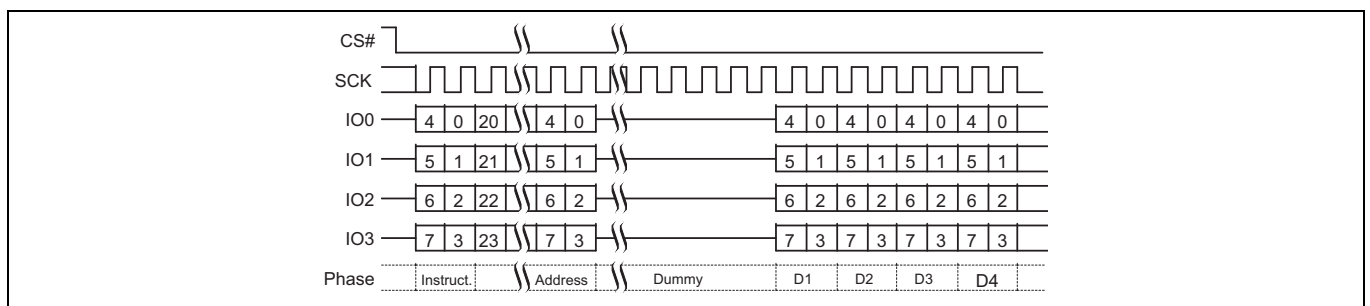 CS#
SCK
IO0 4 0 20 4 0 4 0 4 0 4 0 4 0
IO1 5 1 21 5 1 5 1 5 1 5 1 5 1
IO2 6 2 22 6 2 6 2 6 2 6 2 6 2
IO3 7 3 23 7 3 7 3 7 3 7 3 7 3
Phase Instruct. Address Dummy D1 D2 D3 D4